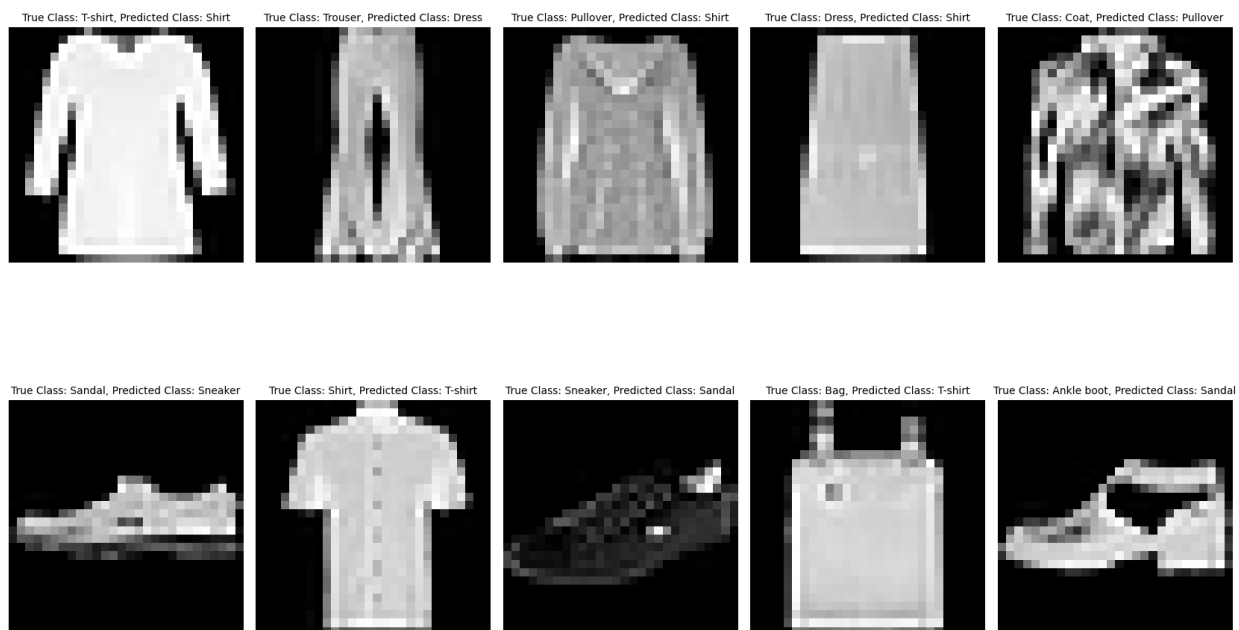 True Class: T-shirt, Predicted Class: Shirt
True Class: Trouser, Predicted Class: Dress
True Class: Pullover, Predicted Class: Shirt
True Class: Dress, Predicted Class: Shirt
True Class: Coat, Predicted Class: Pullover
True Class: Sandal, Predicted Class: Sneaker
True Class: Shirt, Predicted Class: T-shirt
True Class: Sneaker, Predicted Class: Sandal
True Class: Bag, Predicted Class: T-shirt
True Class: Ankle boot, Predicted Class: Sandal